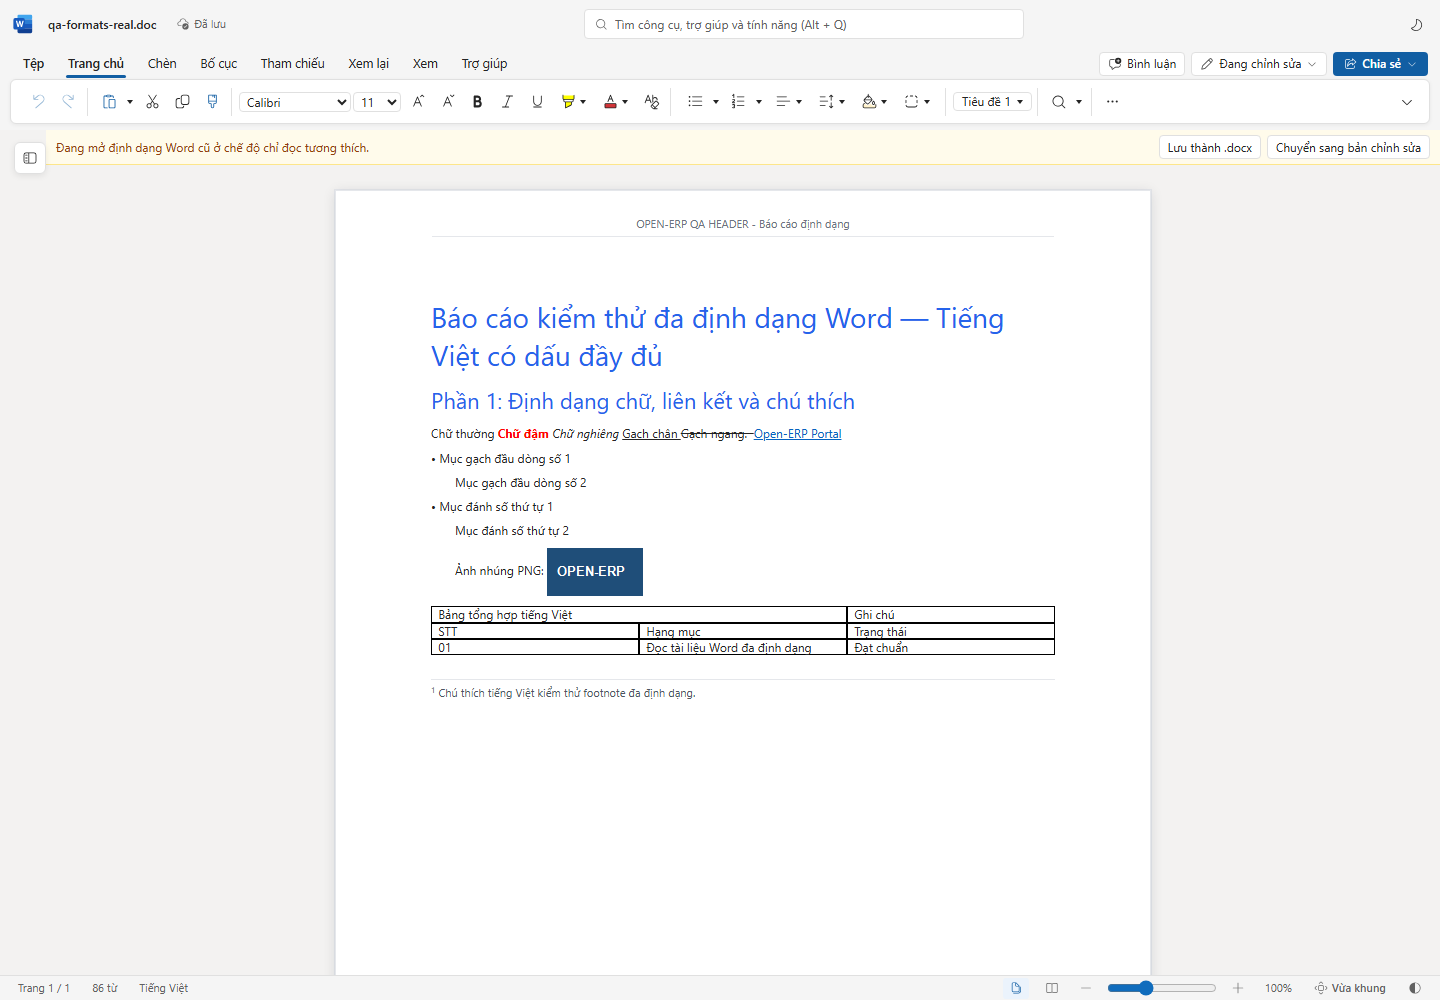 qa-formats-real.doc
Đã lưu
Tìm công cụ, trợ giúp và tính năng (Alt + Q)
Tệp Trang chủ Chèn Bố cục Tham chiếu Xem lại Xem Trợ giúp
Bình luận Đang chỉnh sửa Chia sẻ
Calibri 11 Tiêu đề 1
Đang mở định dạng Word cũ ở chế độ chỉ đọc tương thích.
Lưu thành .docx Chuyển sang bản chỉnh sửa
OPEN-ERP QA HEADER - Báo cáo định dạng
Báo cáo kiểm thử đa định dạng Word — Tiếng
Việt có dấu đầy đủ
Phần 1: Định dạng chữ, liên kết và chú thích
Chữ thường Chữ đậm Chữ nghiêng Gạch chân Gạch ngang. Open-ERP Portal
• Mục gạch đầu dòng số 1
Mục gạch đầu dòng số 2
• Mục đánh số thứ tự 1
Mục đánh số thứ tự 2
Ảnh nhúng PNG: OPEN-ERP
Bảng tổng hợp tiếng Việt Ghi chú
STT Hạng mục Trạng thái
01 Đọc tài liệu Word đa định dạng Đạt chuẩn
1 Chú thích tiếng Việt kiểm thử footnote đa định dạng.
Trang 1 / 1 86 từ Tiếng Việt
100% Vừa khung